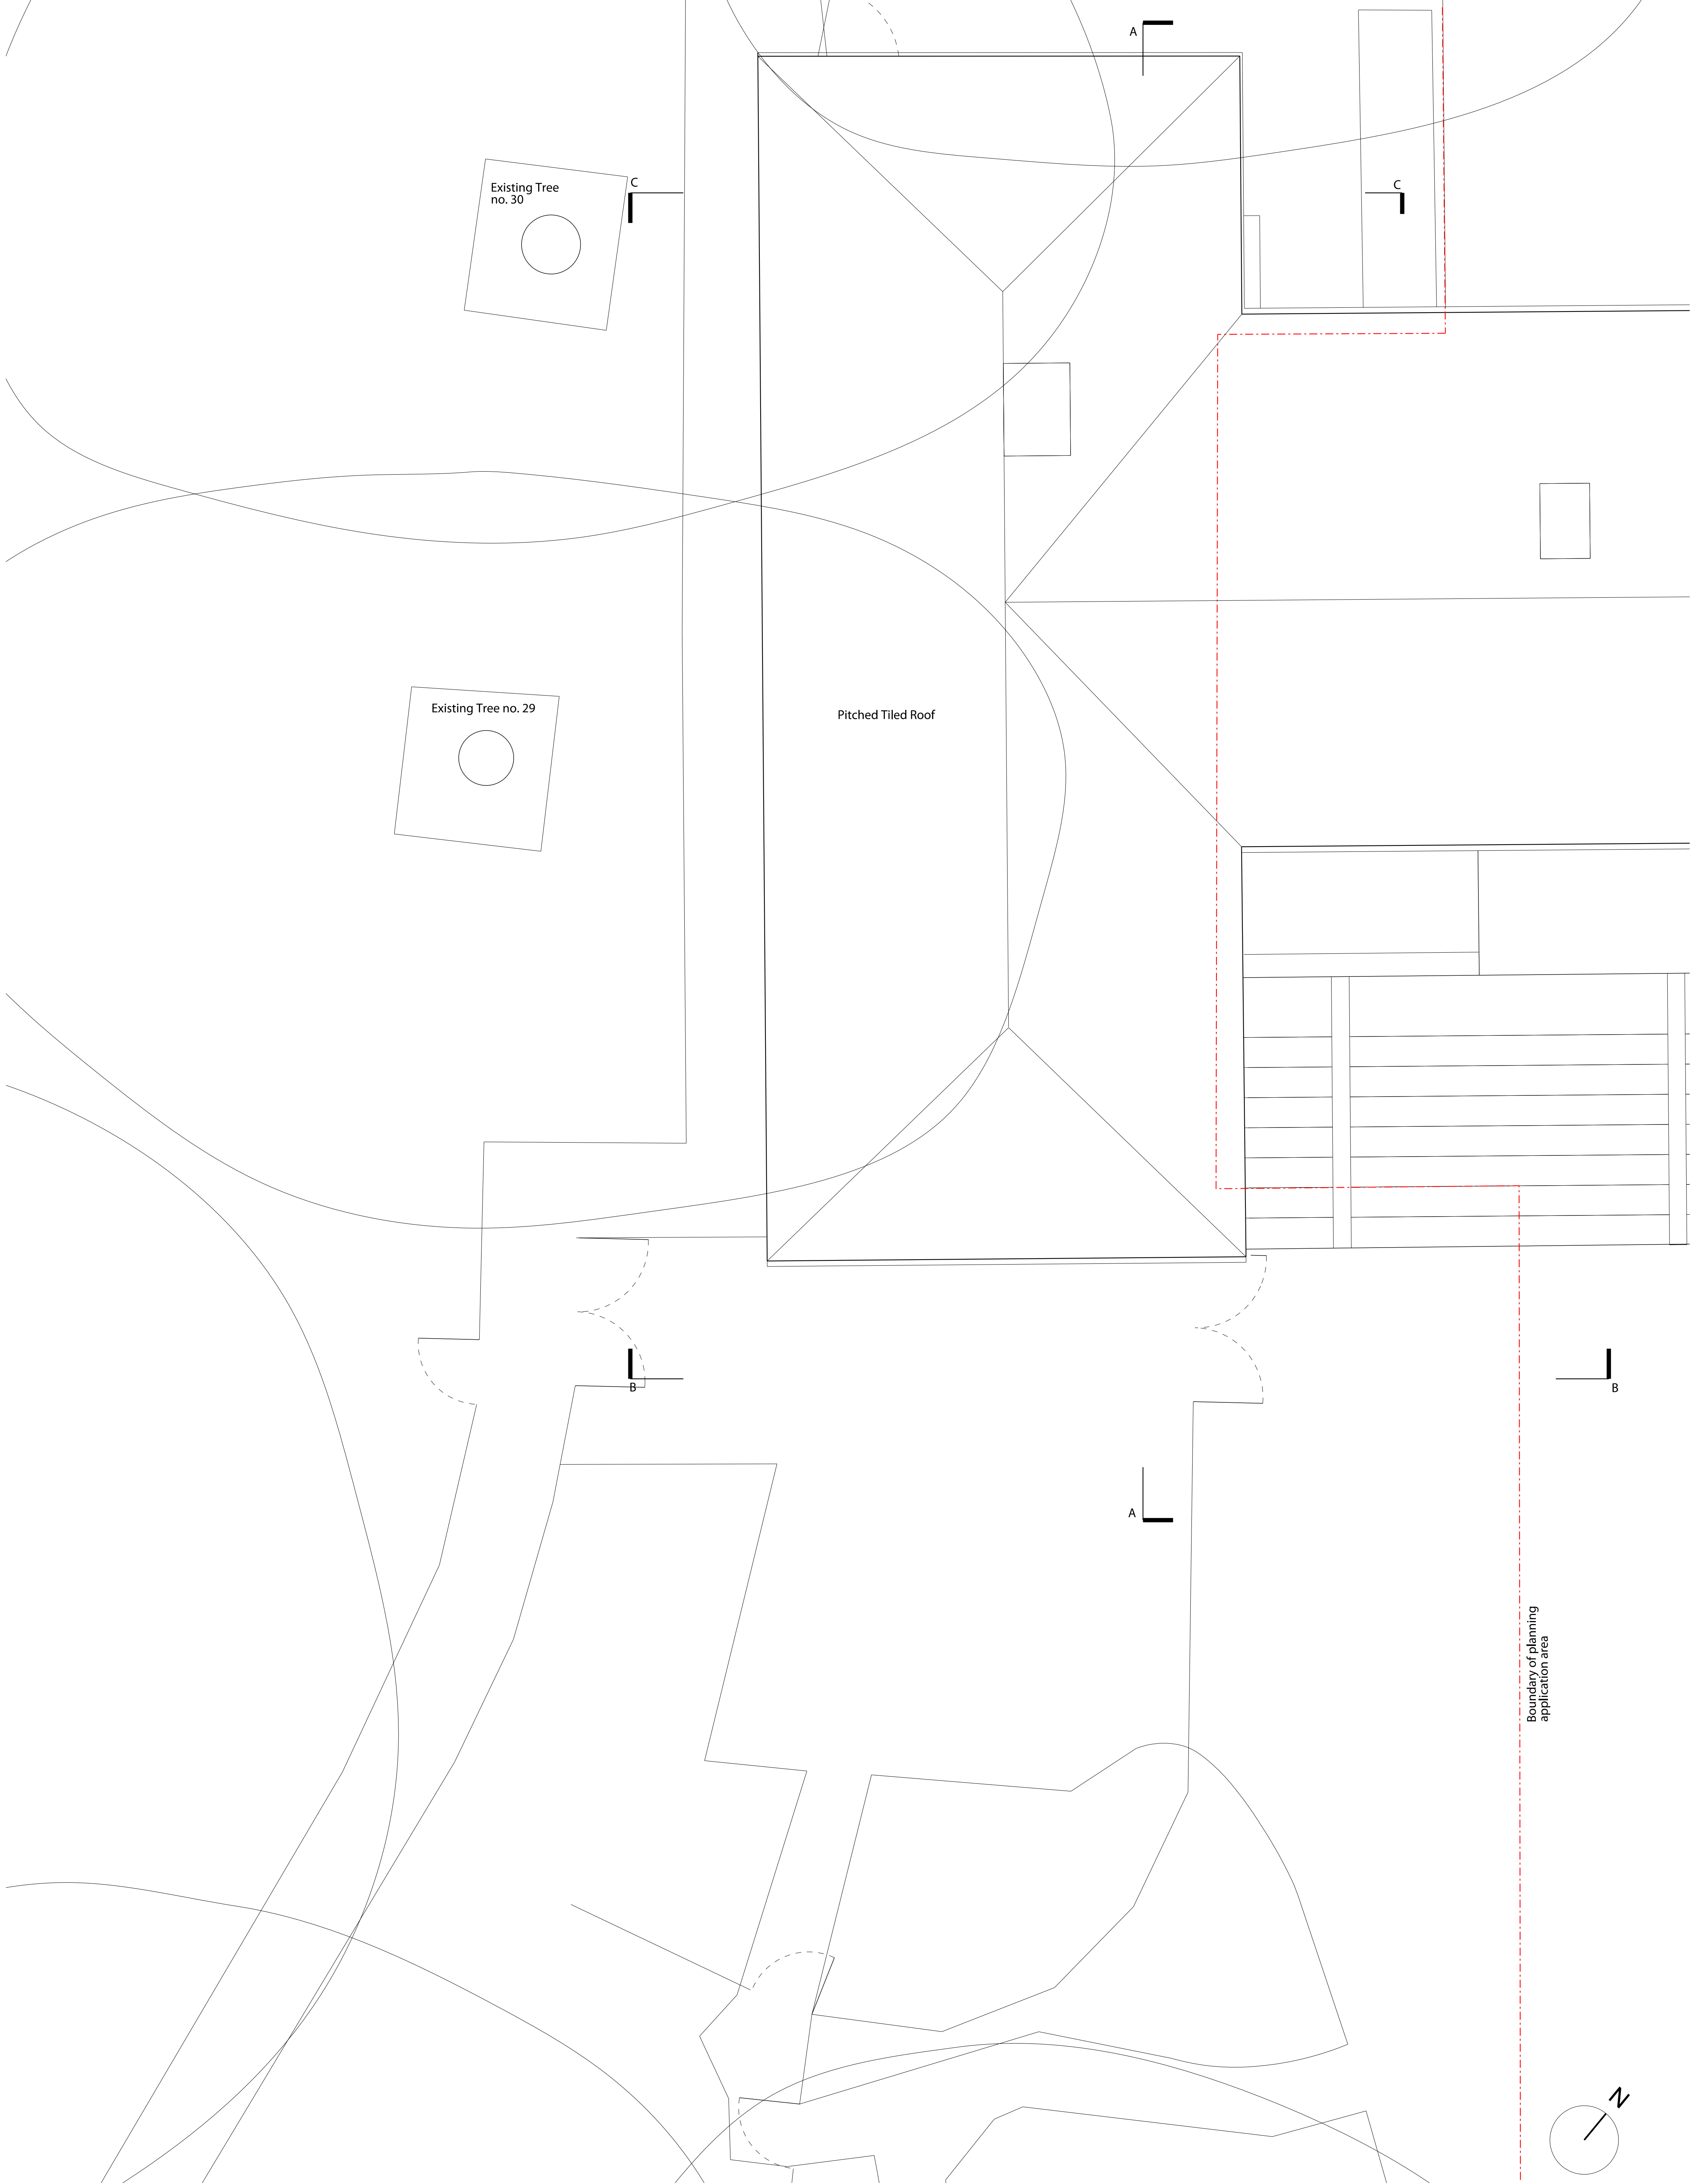 A
Existing Tree
no. 30
C
C
Existing Tree no. 29
Pitched Tiled Roof
B
B
A
Boundary of planning
application area
N